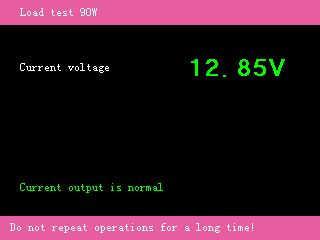 Load test 90W
Current voltage 12.85V
Current output is normal
Do not repeat operations for a long time!